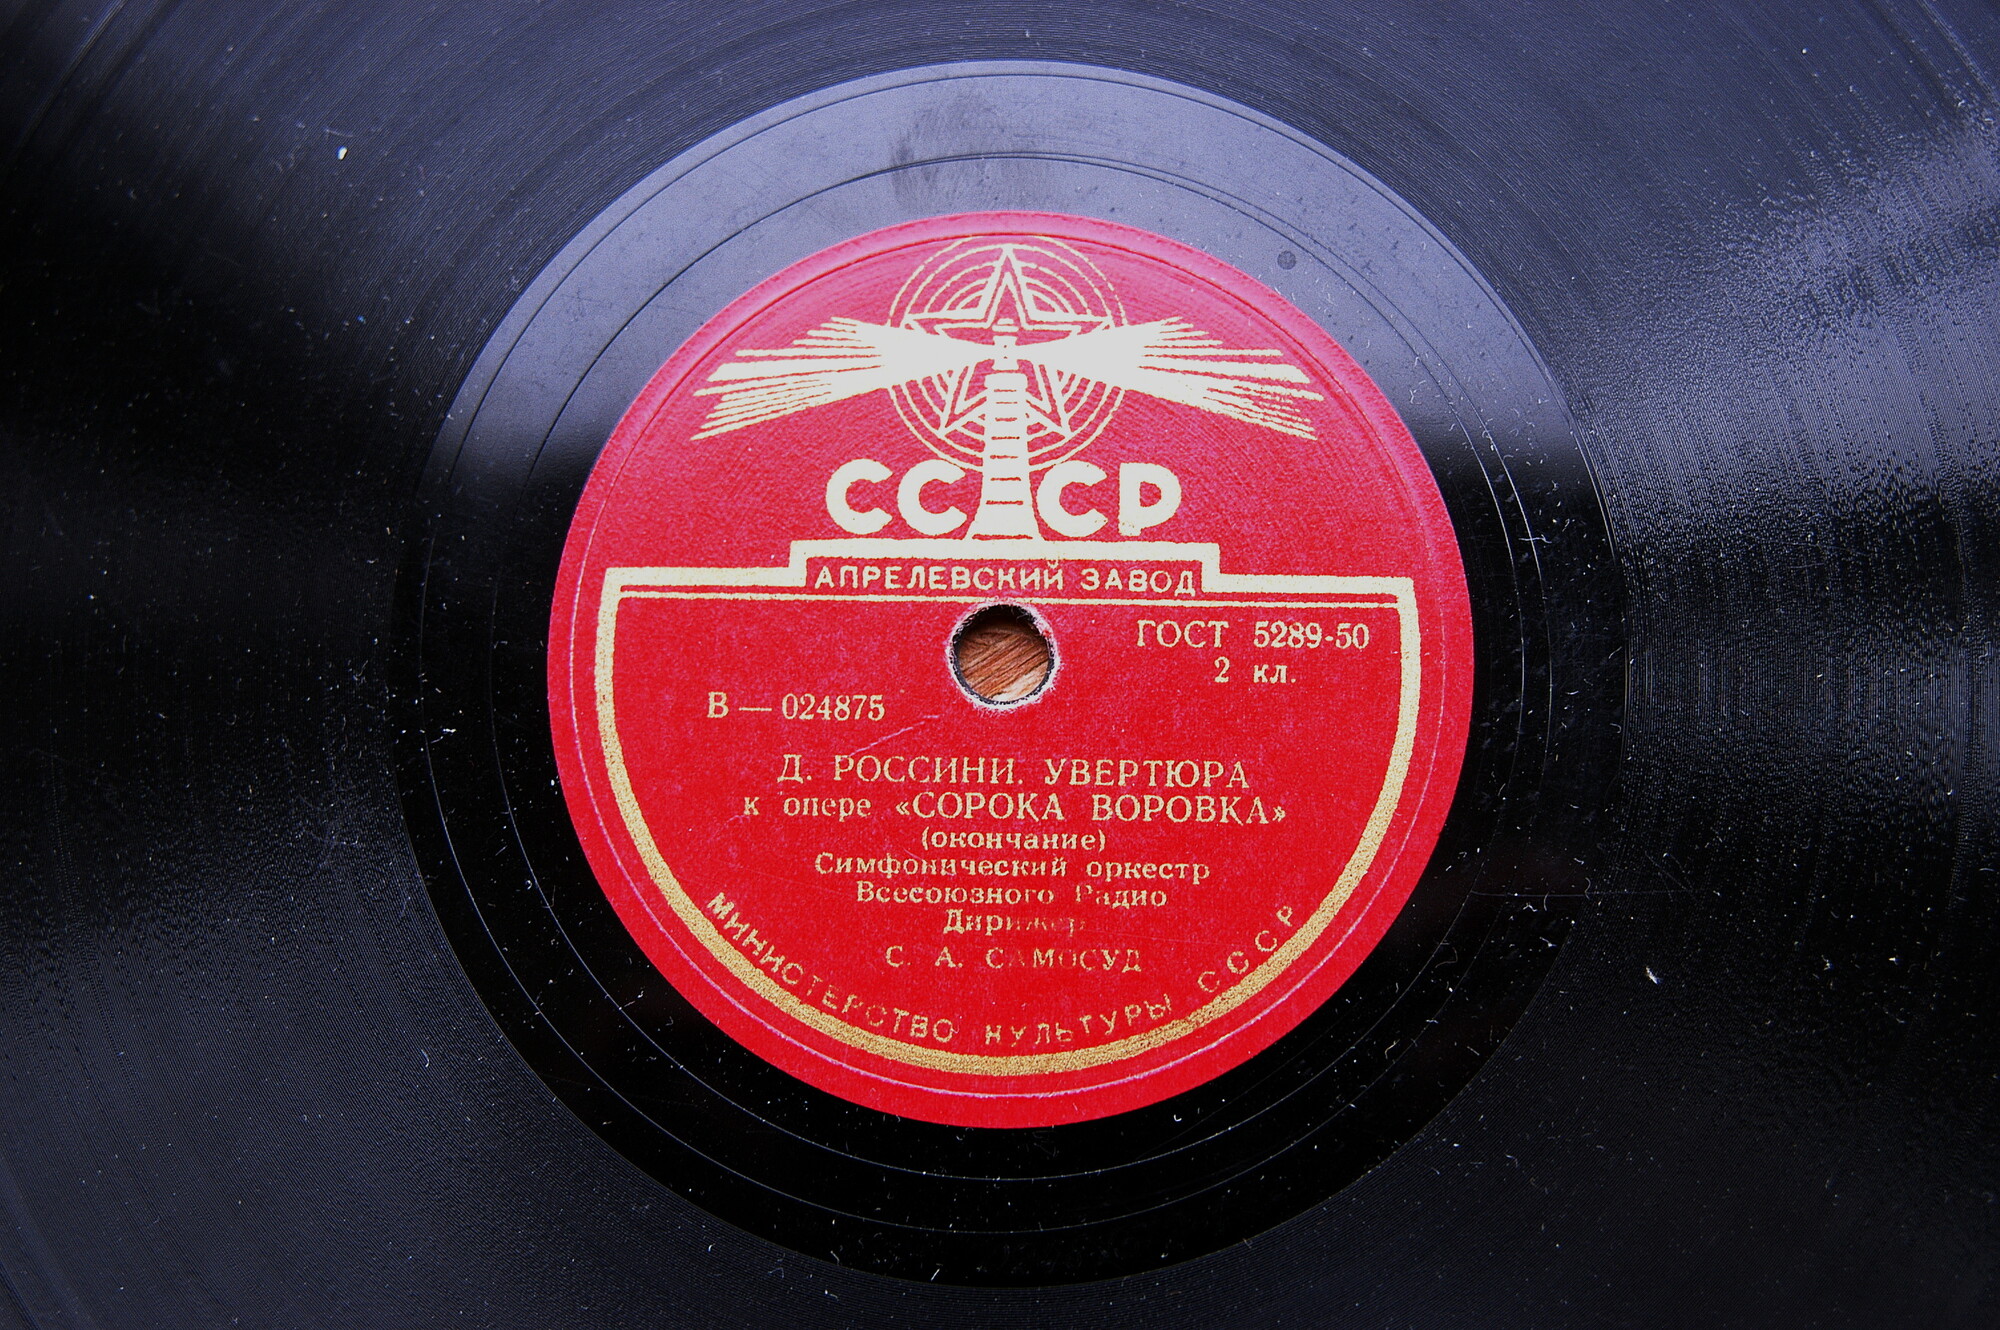 СССР
АПРЕЛЕВСКИЙ ЗАВОД
ГОСТ 5289-50
2 кл.
В — 024875
Д. РОССИНИ. УВЕРТЮРА
к опере «СОРОКА ВОРОВКА»
(окончание)
Симфонический оркестр
Всесоюзного Радио
Дирижер
С. А. САМОСУД
МИНИСТЕРСТВО КУЛЬТУРЫ СССР